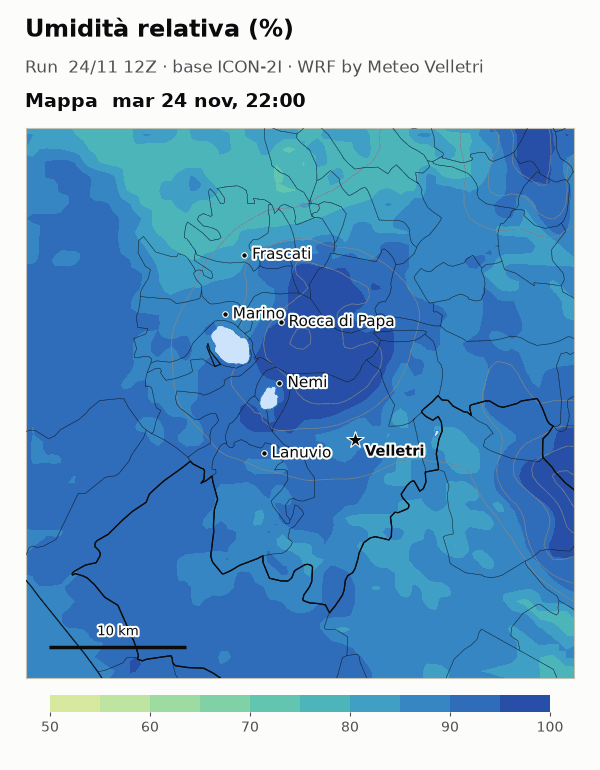 Umidità relativa (%)
Run  24/11 12Z · base ICON-2I · WRF by Meteo Velletri
Mappa  mar 24 nov, 22:00
Frascati
Marino
Rocca di Papa
Nemi
Velletri
Lanuvio
10 km
50 60 70 80 90 100